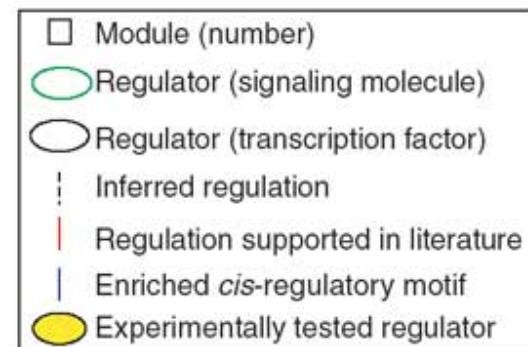 Module (number)
Regulator (signaling molecule)
Regulator (transcription factor)
Inferred regulation
Regulation supported in literature
Enriched cis-regulatory motif
Experimentally tested regulator